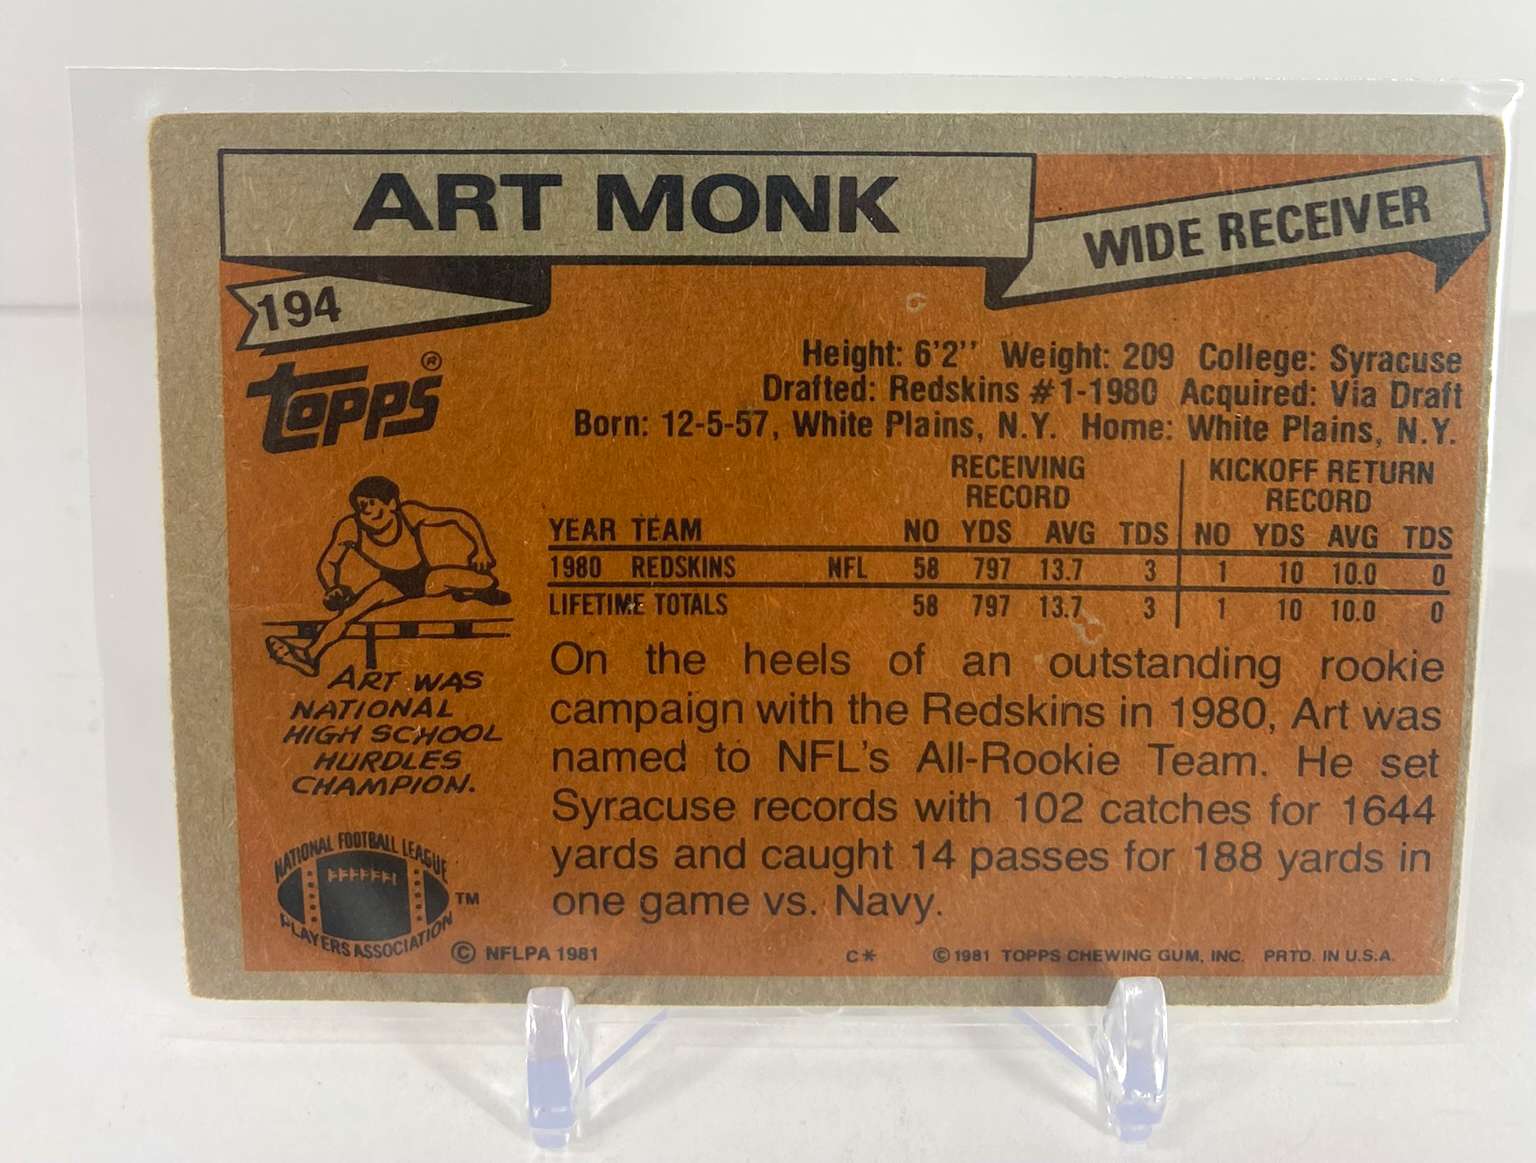 ART MONK
WIDE RECEIVER
194
Topps®
Height: 6'2'' Weight: 209 College: Syracuse
Drafted: Redskins #1-1980 Acquired: Via Draft
Born: 12-5-57, White Plains, N.Y. Home: White Plains, N.Y.
RECEIVING RECORD
KICKOFF RETURN RECORD
YEAR TEAM NO YDS AVG TDS NO YDS AVG TDS
1980 REDSKINS NFL 58 797 13.7 3 1 10 10.0 0
LIFETIME TOTALS 58 797 13.7 3 1 10 10.0 0
ART WAS
NATIONAL
HIGH SCHOOL
HURDLES
CHAMPION.
On the heels of an outstanding rookie
campaign with the Redskins in 1980, Art was
named to NFL's All-Rookie Team. He set
Syracuse records with 102 catches for 1644
yards and caught 14 passes for 188 yards in
one game vs. Navy.
NATIONAL FOOTBALL LEAGUE
PLAYERS ASSOCIATION
TM
© NFLPA 1981
C*
© 1981 TOPPS CHEWING GUM, INC. PRTD. IN U.S.A.